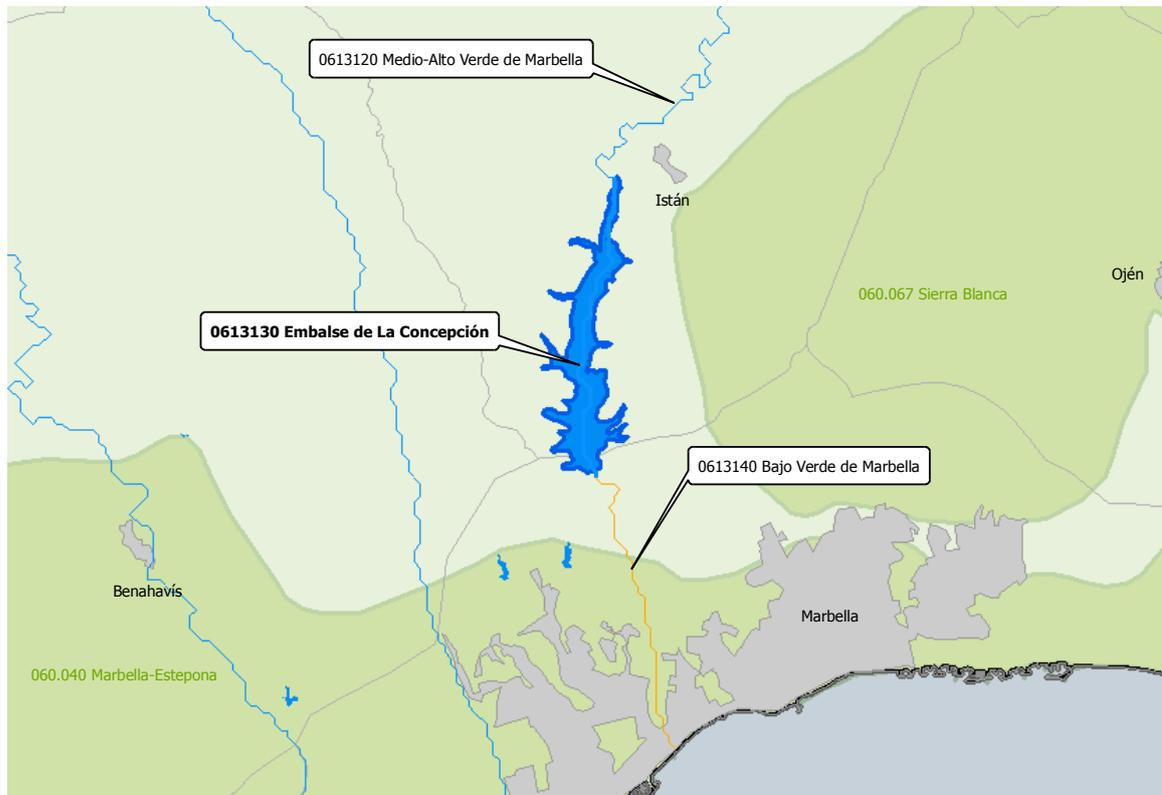 0613120 Medio-Alto Verde de Marbella
Istán
Ojén
060.067 Sierra Blanca
0613130 Embalse de La Concepción
0613140 Bajo Verde de Marbella
Benahavís
Marbella
060.040 Marbella-Estepona